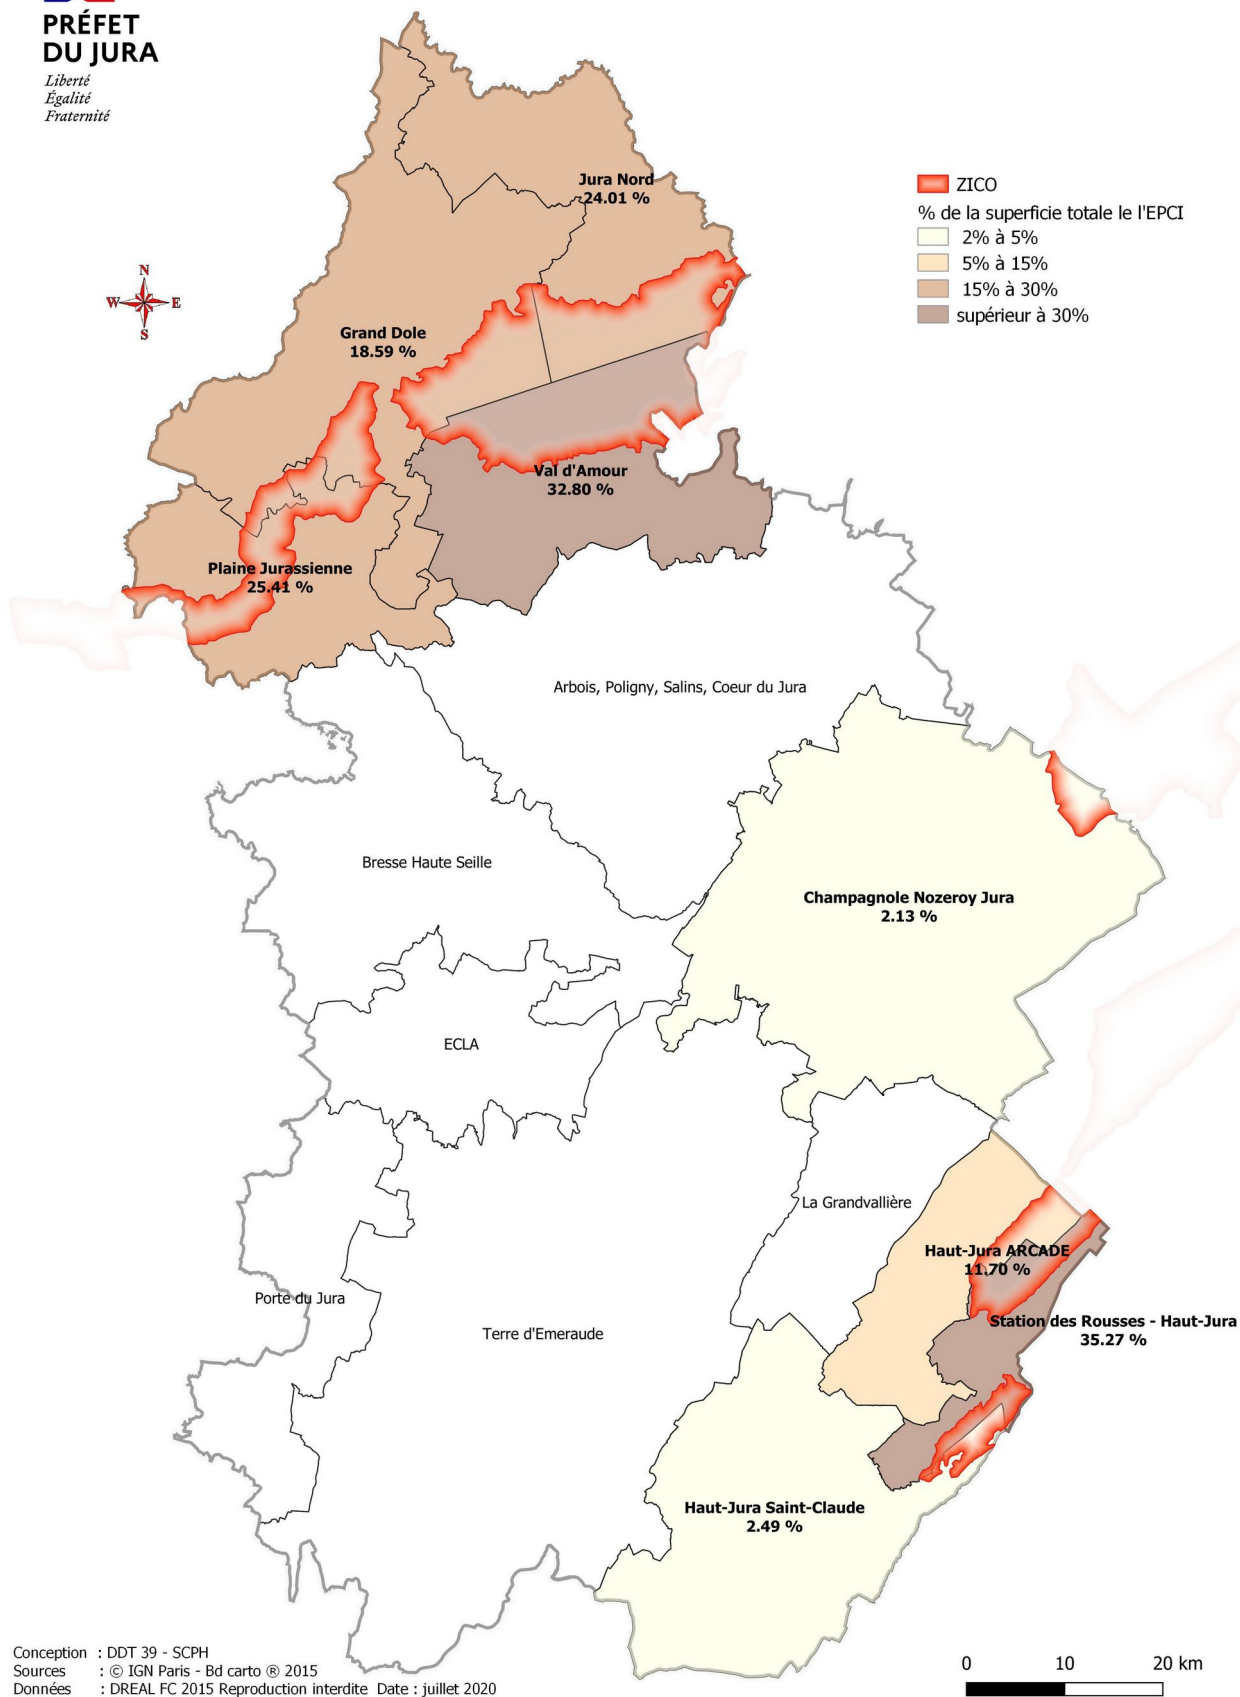 PRÉFET
DU JURA
Liberté
Égalité
Fraternité
N
W E
S
ZICO
% de la superficie totale le l'EPCI
2% à 5%
5% à 15%
15% à 30%
supérieur à 30%
Jura Nord
24.01 %
Grand Dole
18.59 %
Val d'Amour
32.80 %
Plaine Jurassienne
25.41 %
Arbois, Poligny, Salins, Coeur du Jura
Bresse Haute Seille
Champagnole Nozeroy Jura
2.13 %
ECLA
La Grandvallière
Haut-Jura ARCADE
11.70 %
Porte du Jura
Terre d'Emeraude
Station des Rousses - Haut-Jura
35.27 %
Haut-Jura Saint-Claude
2.49 %
Conception : DDT 39 - SCPH
Sources : © IGN Paris - Bd carto ® 2015
Données : DREAL FC 2015 Reproduction interdite Date : juillet 2020
0 10 20 km